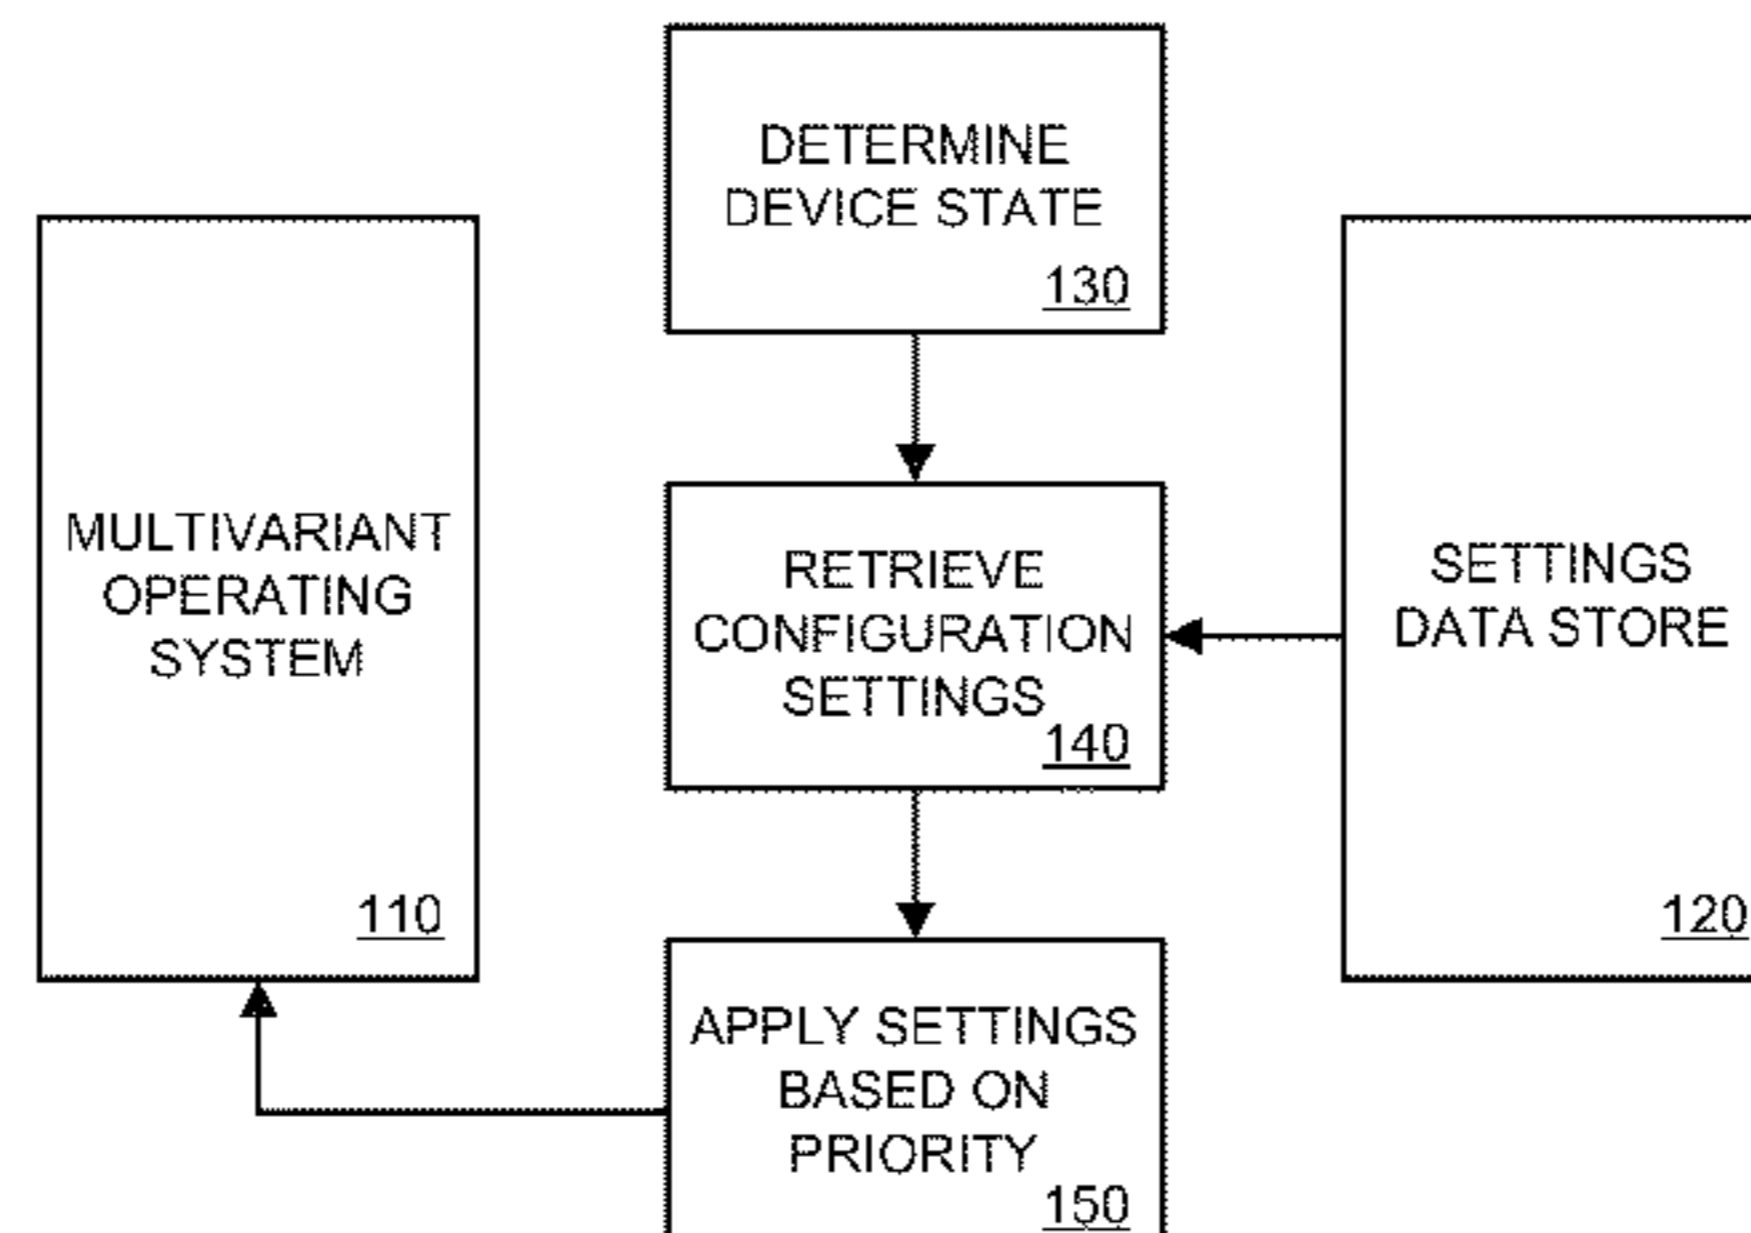 DETERMINE
DEVICE STATE
130
MULTIVARIANT
OPERATING
SYSTEM
110
RETRIEVE
CONFIGURATION
SETTINGS
140
SETTINGS
DATA STORE
120
APPLY SETTINGS
BASED ON
PRIORITY
150